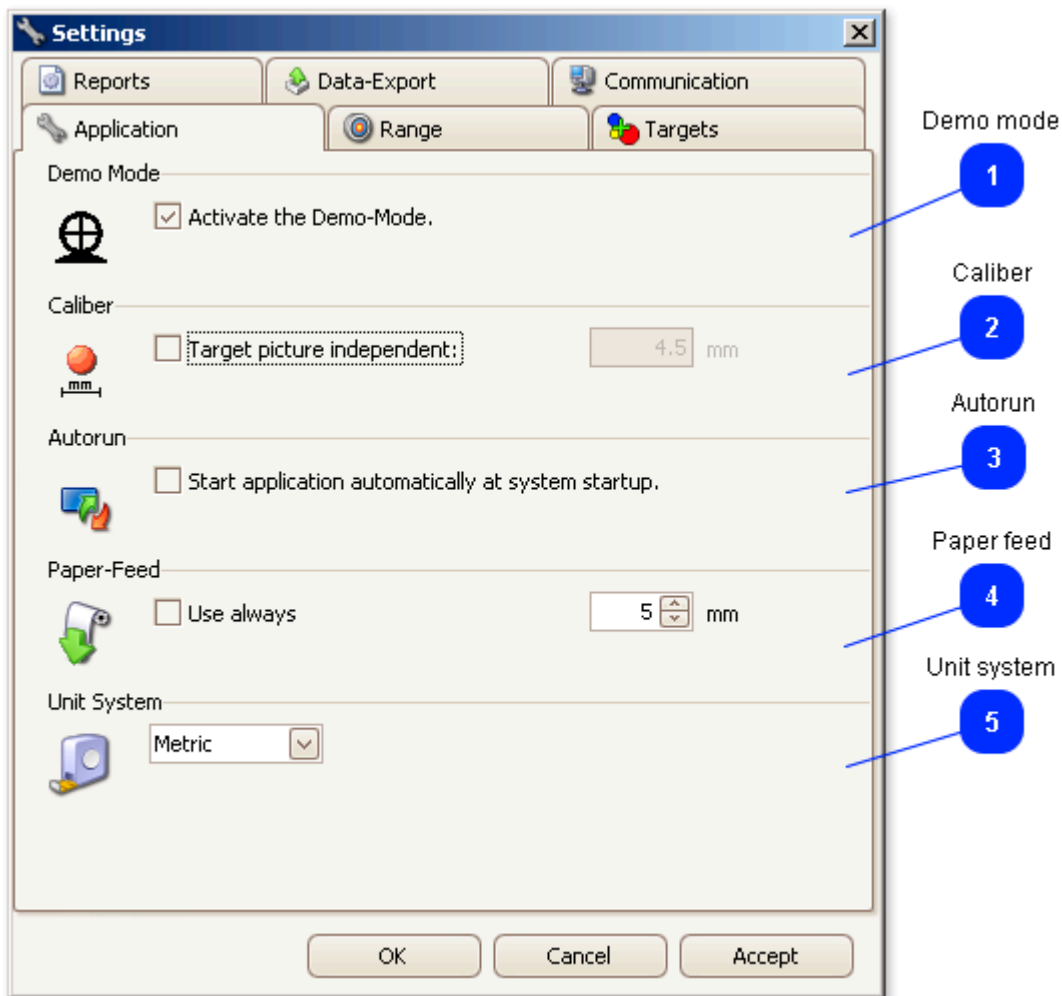 Settings
Reports Data-Export Communication
Application Range Targets
Demo mode
1
Demo Mode
Activate the Demo-Mode.
Caliber
2
Caliber
Target picture independent: 4.5 mm
mm
Autorun
3
Autorun
Start application automatically at system startup.
Paper feed
4
Paper-Feed
Use always 5 mm
Unit system
5
Unit System
Metric
OK Cancel Accept